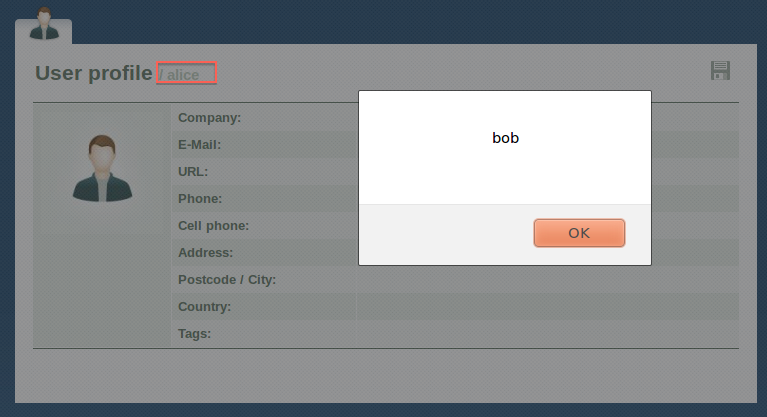 User profile / alice
Company:
E-Mail:
URL:
Phone:
Cell phone:
Address:
Postcode / City:
Country:
Tags:
bob
OK